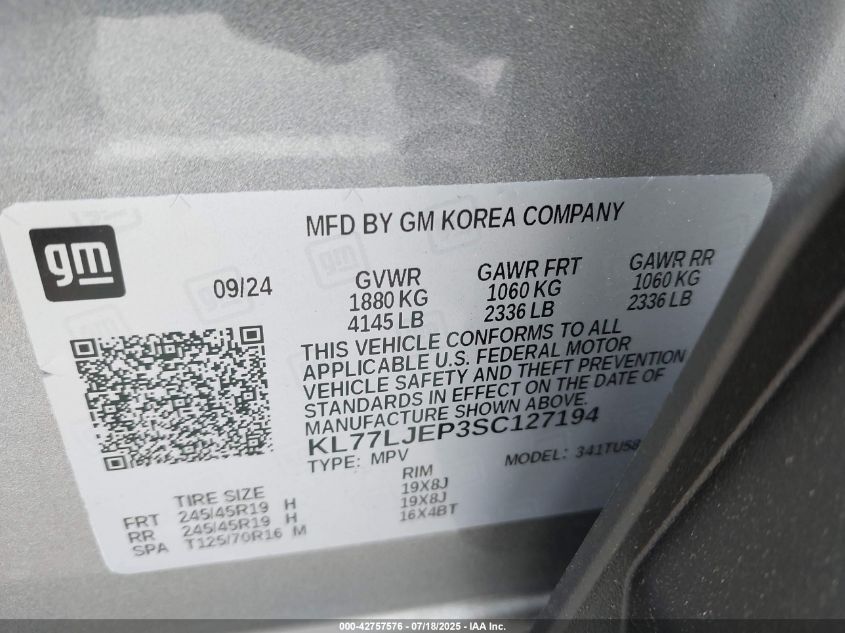 MFD BY GM KOREA COMPANY
gm
09/24
GVWR GAWR FRT GAWR RR
1880 KG 1060 KG 1060 KG
4145 LB 2336 LB 2336 LB
THIS VEHICLE CONFORMS TO ALL
APPLICABLE U.S. FEDERAL MOTOR
VEHICLE SAFETY AND THEFT PREVENTION
STANDARDS IN EFFECT ON THE DATE OF
MANUFACTURE SHOWN ABOVE.
KL77LJEP3SC127194
TYPE: MPV MODEL: 341TU58
TIRE SIZE RIM
FRT 245/45R19 H 19X8J
RR 245/45R19 H 19X8J
SPA T125/70R16 M 16X4BT
000-42757576 - 07/18/2025 - IAA Inc.